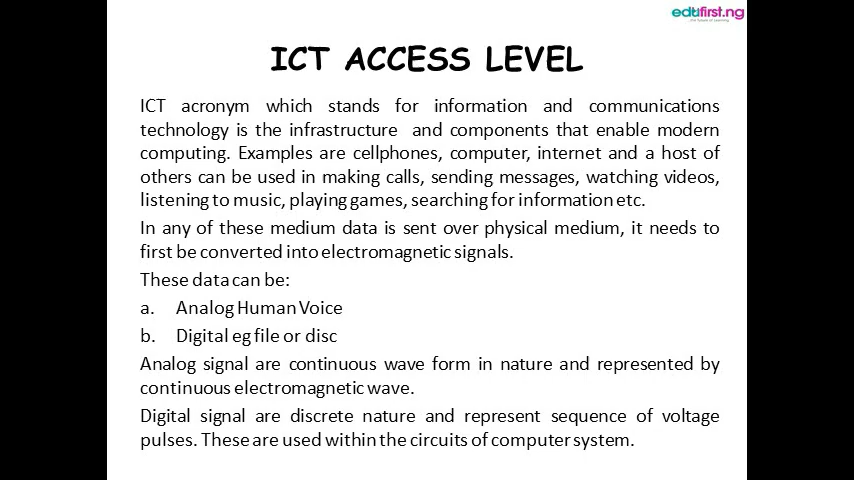 edufirst.ng
ICT ACCESS LEVEL
ICT acronym which stands for information and communications
technology is the infrastructure and components that enable modern
computing. Examples are cellphones, computer, internet and a host of
others can be used in making calls, sending messages, watching videos,
listening to music, playing games, searching for information etc.
In any of these medium data is sent over physical medium, it needs to
first be converted into electromagnetic signals.
These data can be:
a. Analog Human Voice
b. Digital eg file or disc
Analog signal are continuous wave form in nature and represented by
continuous electromagnetic wave.
Digital signal are discrete nature and represent sequence of voltage
pulses. These are used within the circuits of computer system.